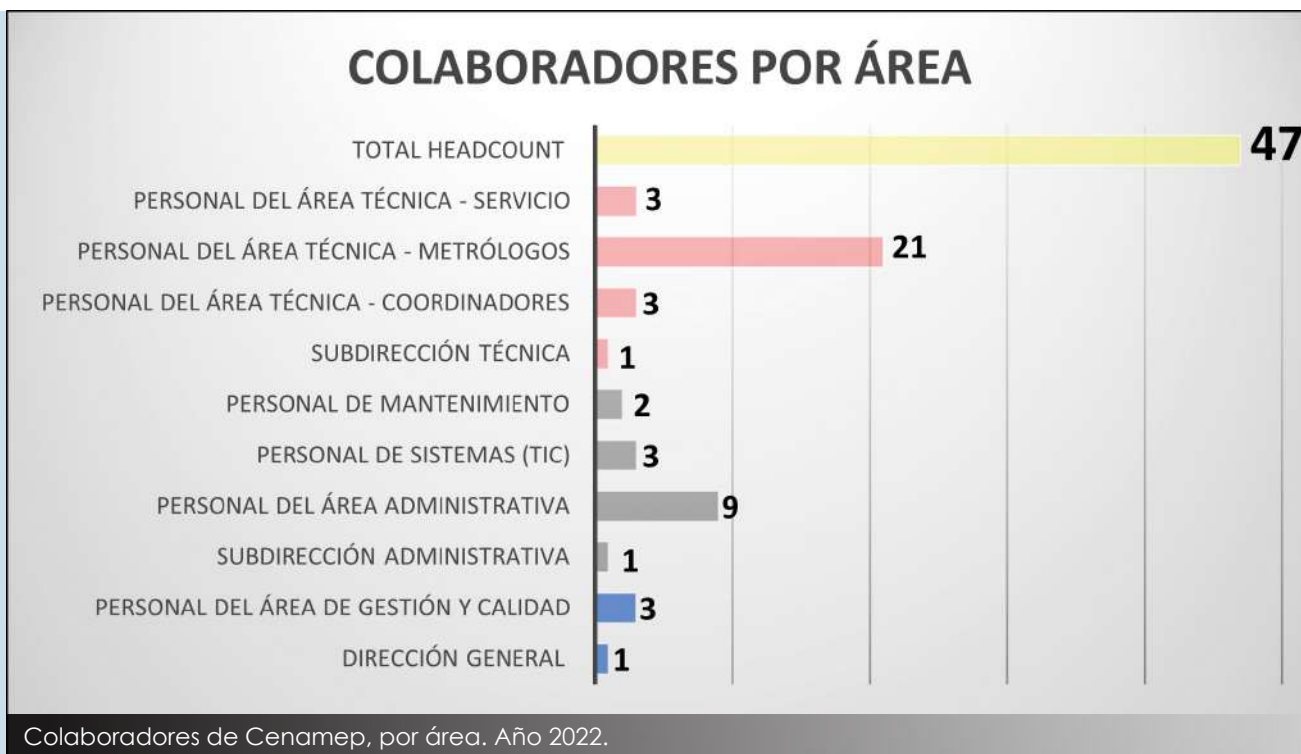 COLABORADORES POR ÁREA
TOTAL HEADCOUNT 47
PERSONAL DEL ÁREA TÉCNICA - SERVICIO 3
PERSONAL DEL ÁREA TÉCNICA - METRÓLOGOS 21
PERSONAL DEL ÁREA TÉCNICA - COORDINADORES 3
SUBDIRECCIÓN TÉCNICA 1
PERSONAL DE MANTENIMIENTO 2
PERSONAL DE SISTEMAS (TIC) 3
PERSONAL DEL ÁREA ADMINISTRATIVA 9
SUBDIRECCIÓN ADMINISTRATIVA 1
PERSONAL DEL ÁREA DE GESTIÓN Y CALIDAD 3
DIRECCIÓN GENERAL 1
Colaboradores de Cenamep, por área. Año 2022.